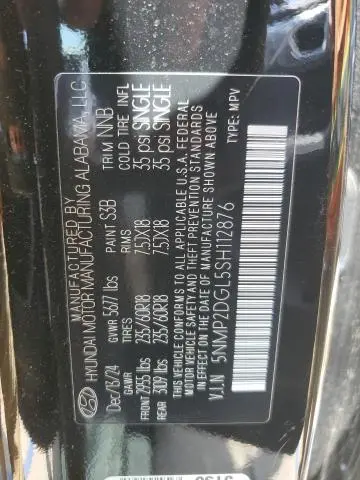 MANUFACTURED BY
HYUNDAI MOTOR MANUFACTURING ALABAMA, LLC
Dec/13/24 GVWR 5677 lbs PAINT S3B TRIM NNB
GAWR TIRES RIMS COLD TIRE INFL
FRONT 2955 lbs 235/60R18 7.5JX18 35 psi SINGLE
REAR 3109 lbs 235/60R18 7.5JX18 35 psi SINGLE
THIS VEHICLE CONFORMS TO ALL APPLICABLE U.S.A. FEDERAL
MOTOR VEHICLE SAFETY AND THEFT PREVENTION
STANDARDS IN EFFECT ON THE DATE OF MANUFACTURE SHOWN ABOVE
V.I.N 5NMP2DGL5SH112876 TYPE: MPV